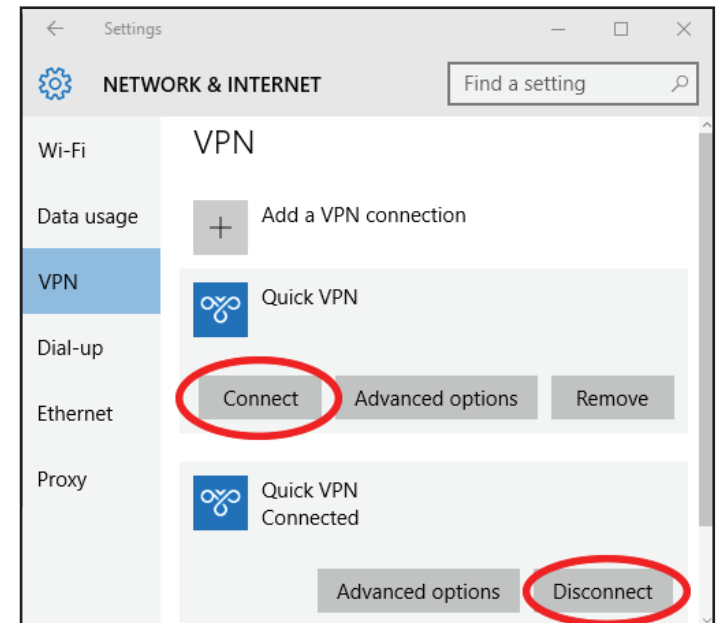 Settings
NETWORK & INTERNET
Find a setting
Wi-Fi
Data usage
VPN
Dial-up
Ethernet
Proxy
VPN
Add a VPN connection
Quick VPN
Connect Advanced options Remove
Quick VPN
Connected
Advanced options Disconnect